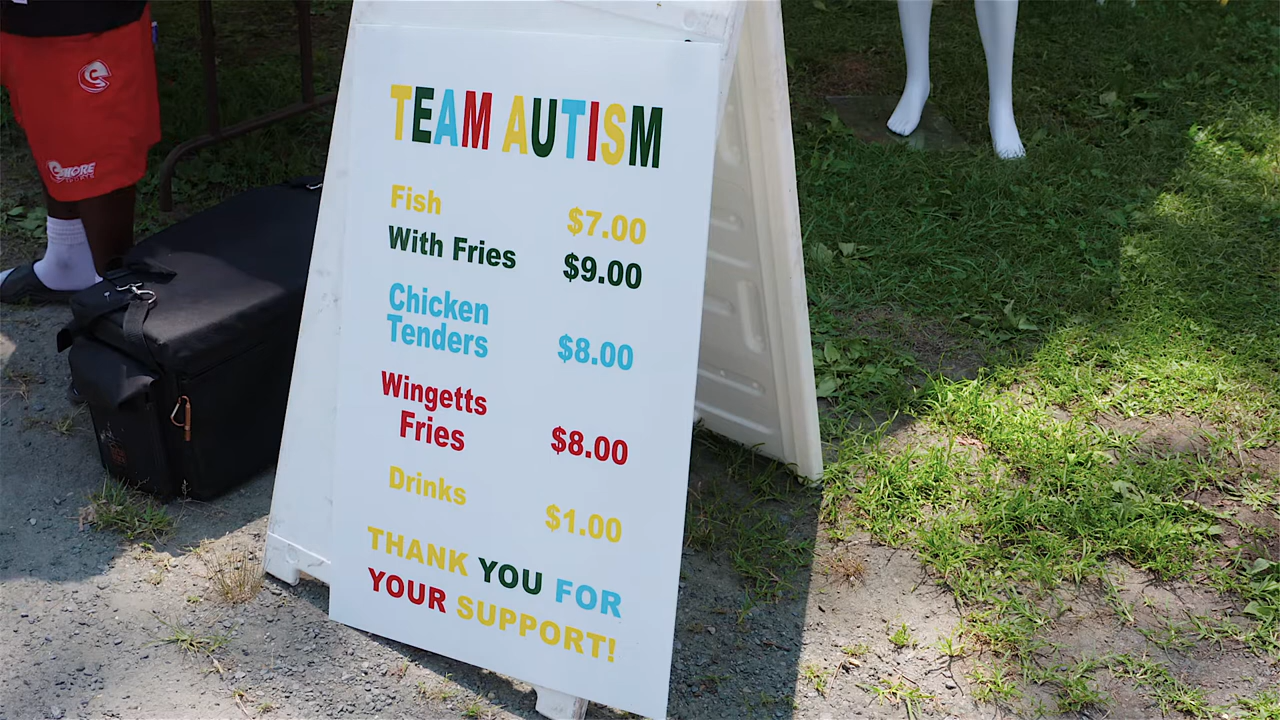 TEAM AUTISM
Fish $7.00
With Fries $9.00
Chicken
Tenders $8.00
Wingetts
Fries $8.00
Drinks
$1.00
THANK YOU FOR
YOUR SUPPORT!